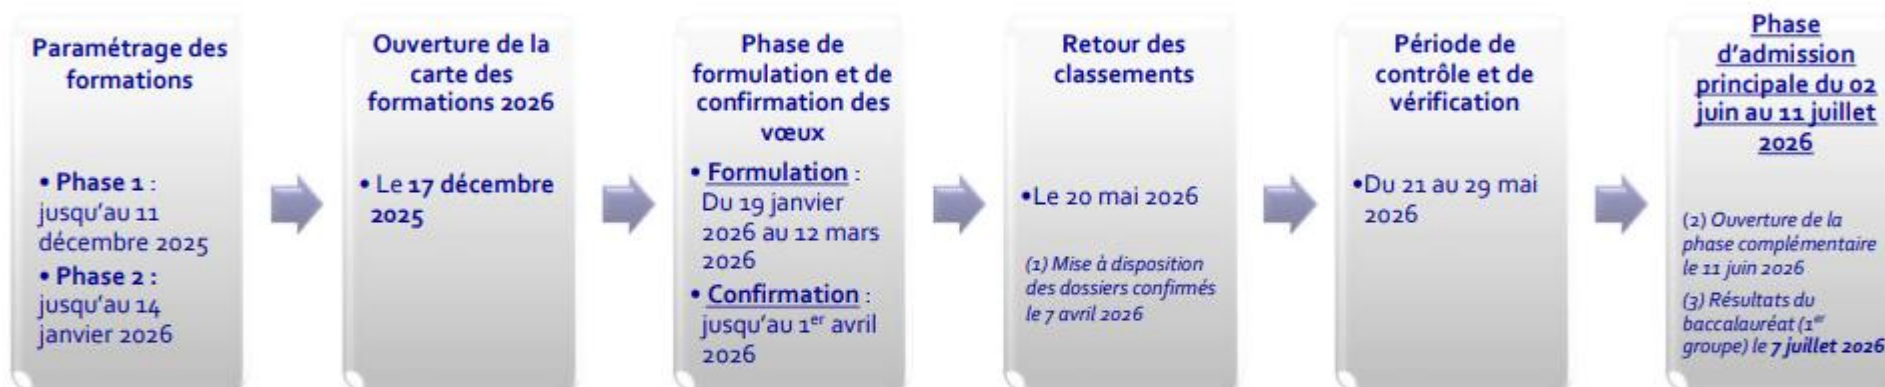 Paramétrage des
formations
• Phase 1 :
jusqu'au 11
décembre 2025
• Phase 2 :
jusqu'au 14
janvier 2026
Ouverture de la
carte des
formations 2026
• Le 17 décembre
2025
Phase de
formulation et de
confirmation des
vœux
• Formulation :
Du 19 janvier
2026 au 12 mars
2026
• Confirmation :
jusqu'au 1er avril
2026
Retour des
classements
•Le 20 mai 2026
(1) Mise à disposition
des dossiers confirmés
le 7 avril 2026
Période de
contrôle et de
vérification
•Du 21 au 29 mai
2026
Phase
d'admission
principale du 02
juin au 11 juillet
2026
(2) Ouverture de la
phase complémentaire
le 11 juin 2026
(3) Résultats du
baccalauréat (1er
groupe) le 7 juillet 2026